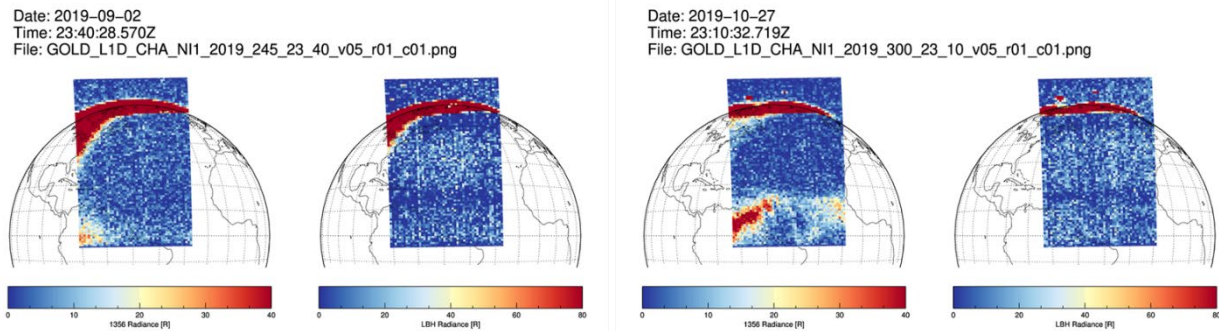 Date: 2019-09-02
Time: 23:40:28.570Z
File: GOLD_L1D_CHA_NI1_2019_245_23_40_v05_r01_c01.png
0 10 20 30 40
1356 Radiance [R]
0 20 40 60 80
LBH Radiance [R]
Date: 2019-10-27
Time: 23:10:32.719Z
File: GOLD_L1D_CHA_NI1_2019_300_23_10_v05_r01_c01.png
0 10 20 30 40
1356 Radiance [R]
0 20 40 60 80
LBH Radiance [R]